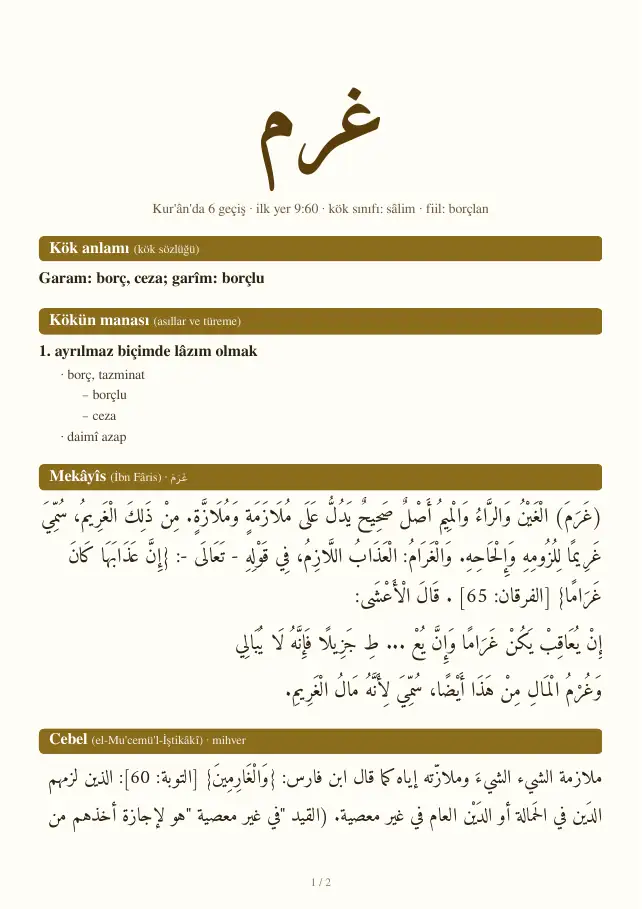 غرم
Kur'ân'da 6 geçiş · ilk yer 9:60 · kök sınıfı: sâlim · fiil: borçlan
Kök anlamı (kök sözlüğü)
Garam: borç, ceza; garîm: borçlu
Kökün manası (asıllar ve türeme)
1. ayrılmaz biçimde lâzım olmak
· borç, tazminat
– borçlu
– ceza
· daimî azap
Mekâyîs (İbn Fâris) · غَرَمَ
(غَرَمَ) الْغَيْنُ وَالرَّاءُ وَالْمِيمُ أَصْلٌ صَحِيحٌ يَدُلُّ عَلَى مُلَازَمَةٍ وَمُلَازَّةٍ. مِنْ ذَلِكَ الْغَرِيمُ، سُمِّيَ
غَرِيمًا لِلُزُومِهِ وَإِلْحَاحِهِ. وَالْغَرَامُ: الْعَذَابُ اللَّازِمُ، فِي قَوْلِهِ - تَعَالَى -: {إِنَّ عَذَابَهَا كَانَ
غَرَامًا} [الفرقان: 65] . قَالَ الْأَعْشَى:
إِنْ يُعَاقِبْ يَكُنْ غَرَامًا وَإِنَّ يُعْ ... طِ جَزِيلًا فَإِنَّهُ لَا يُبَالِي
وَغُرْمُ الْمَالِ مِنْ هَذَا أَيْضًا، سُمِّيَ لِأَنَّهُ مَالُ الْغَرِيمِ.
Cebel (el-Mu'cemü'l-İştikâkî) · mihver
ملازمة الشيء الشيءَ وملازّته إياه كما قال ابن فارس: {وَالْغَارِمِينَ} [التوبة: 60]: الذين لزمهم
الدَين في الحَمالة أو الدَيْن العام في غير معصية. (القيد "في غير معصية "هو لإجازة أخذهم من
1 / 2